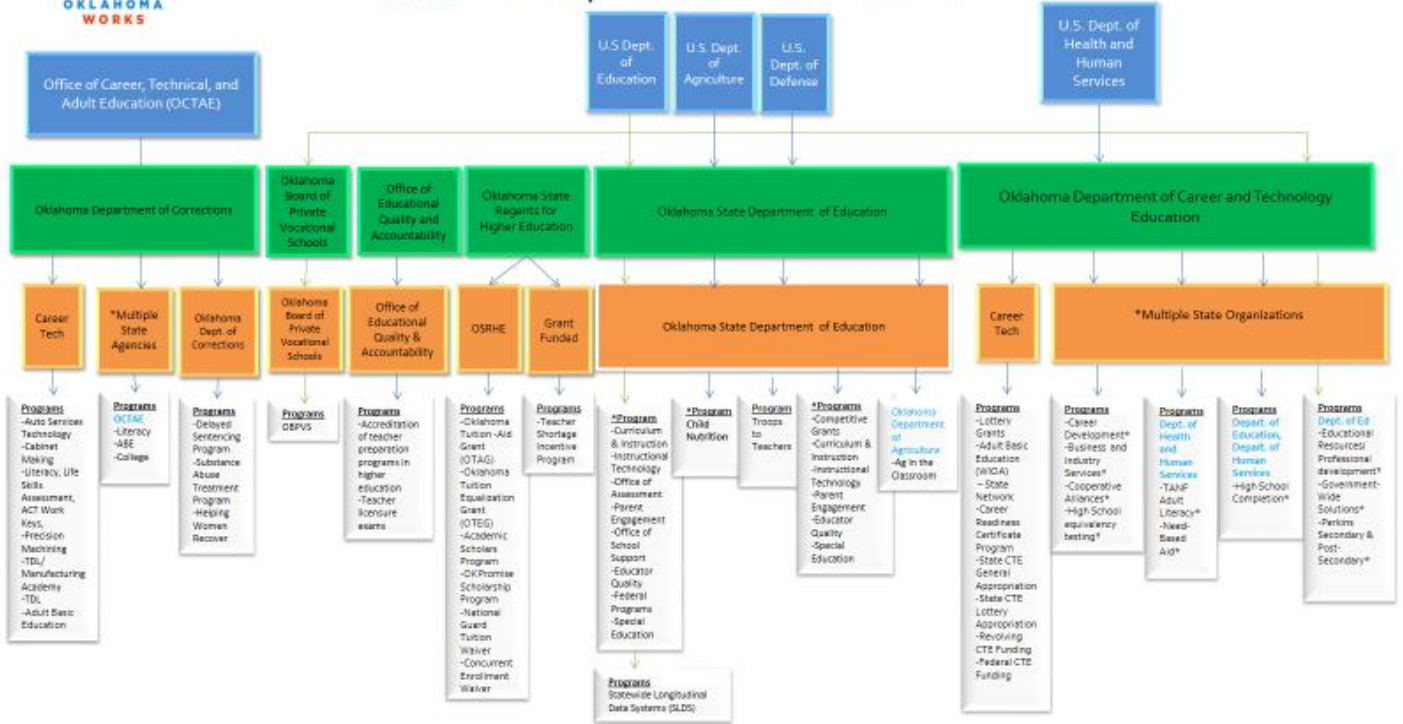 OKLAHOMA
WORKS
U.S Dept.
of
Education
U.S. Dept.
of
Agriculture
U.S.
Dept. of
Defense
U.S. Dept. of
Health and
Human
Services
Office of Career, Technical, and
Adult Education (OCTAE)
Oklahoma Department of Corrections
Oklahoma
Board of
Private
Vocational
Schools
Office of
Educational
Quality and
Accountability
Oklahoma State
Regents for
Higher Education
Oklahoma State Department of Education
Oklahoma Department of Career and Technology
Education
Career
Tech
*Multiple
State
Agencies
Oklahoma
Dept. of
Corrections
Oklahoma
Board of
Private
Vocational
Schools
Office of
Educational
Quality &
Accountability
OSRHE
Grant
Funded
Oklahoma State Department of Education
Career
Tech
*Multiple State Organizations
Programs
-Auto Services
Technology
-Cabinet
Making
-Literacy, Life
Skills
Assessment,
ACT Work
Keys,
-Precision
Machining
-TDL/
Manufacturing
Academy
-TDL
-Adult Basic
Education
Programs
OCTAE
-Literacy
-ABE
-College
Programs
-Delayed
Sentencing
Program
-Substance
Abuse
Treatment
Program
-Helping
Women
Recover
Programs
OBPVS
Programs
-Accreditation
of teacher
preparation
programs in
higher
education
-Teacher
licensure
exams
Programs
-Oklahoma
Tuition -Aid
Grant
(OTAG)
-Oklahoma
Tuition
Equalization
Grant
(OTEG)
-Academic
Scholars
Program
-OKPromise
Scholarship
Program
-National
Guard
Tuition
Waiver
-Concurrent
Enrollment
Waiver
Programs
-Teacher
Shortage
Incentive
Program
*Program
-Curriculum
& Instruction
-Instructional
Technology
-Office of
Assessment
-Parent
Engagement
-Office of
School
Support
-Educator
Quality
-Federal
Programs
-Special
Education
Programs
Statewide Longitudinal
Data Systems (SLDS)
*Program
Child
Nutrition
Program
Troops
to
Teachers
*Programs
-Competitive
Grants
-Curriculum &
Instruction
-Instructional
Technology
-Parent
Engagement
-Educator
Quality
-Special
Education
Oklahoma
Department
of
Agriculture
-Ag in the
Classroom
Programs
-Lottery
Grants
-Adult Basic
Education
(WIOA)
– State
Network
-Career
Readiness
Certificate
Program
-State CTE
General
Appropriation
-State CTE
Lottery
Appropriation
-Revolving
CTE Funding
-Federal CTE
Funding
Programs
-Career
Development*
-Business and
Industry
Services*
-Cooperative
Alliances*
-High School
equivalency
testing*
Programs
Dept. of
Health
and
Human
Services
-TANF
Adult
Literacy*
-Need-
Based
Aid*
Programs
Depart. of
Education,
Depart. of
Human
Services
-High School
Completion*
Programs
Dept. of Ed
-Educational
Resources/
Professional
development*
-Government-
Wide
Solutions*
-Perkins
Secondary &
Post-
Secondary*